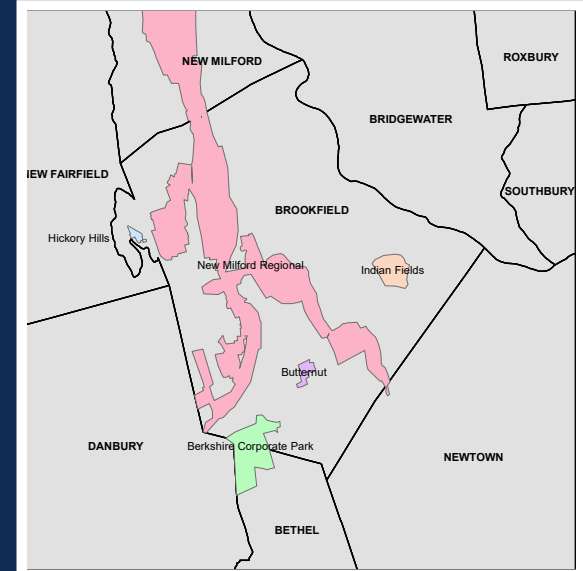 ROXBURY
NEW MILFORD
BRIDGEWATER
EW FAIRFIELD
SOUTHBURY
BROOKFIELD
Hickory Hills
New Milford Regional
Indian Fields
Butternut
DANBURY
Berkshire Corporate Park
NEWTOWN
BETHEL